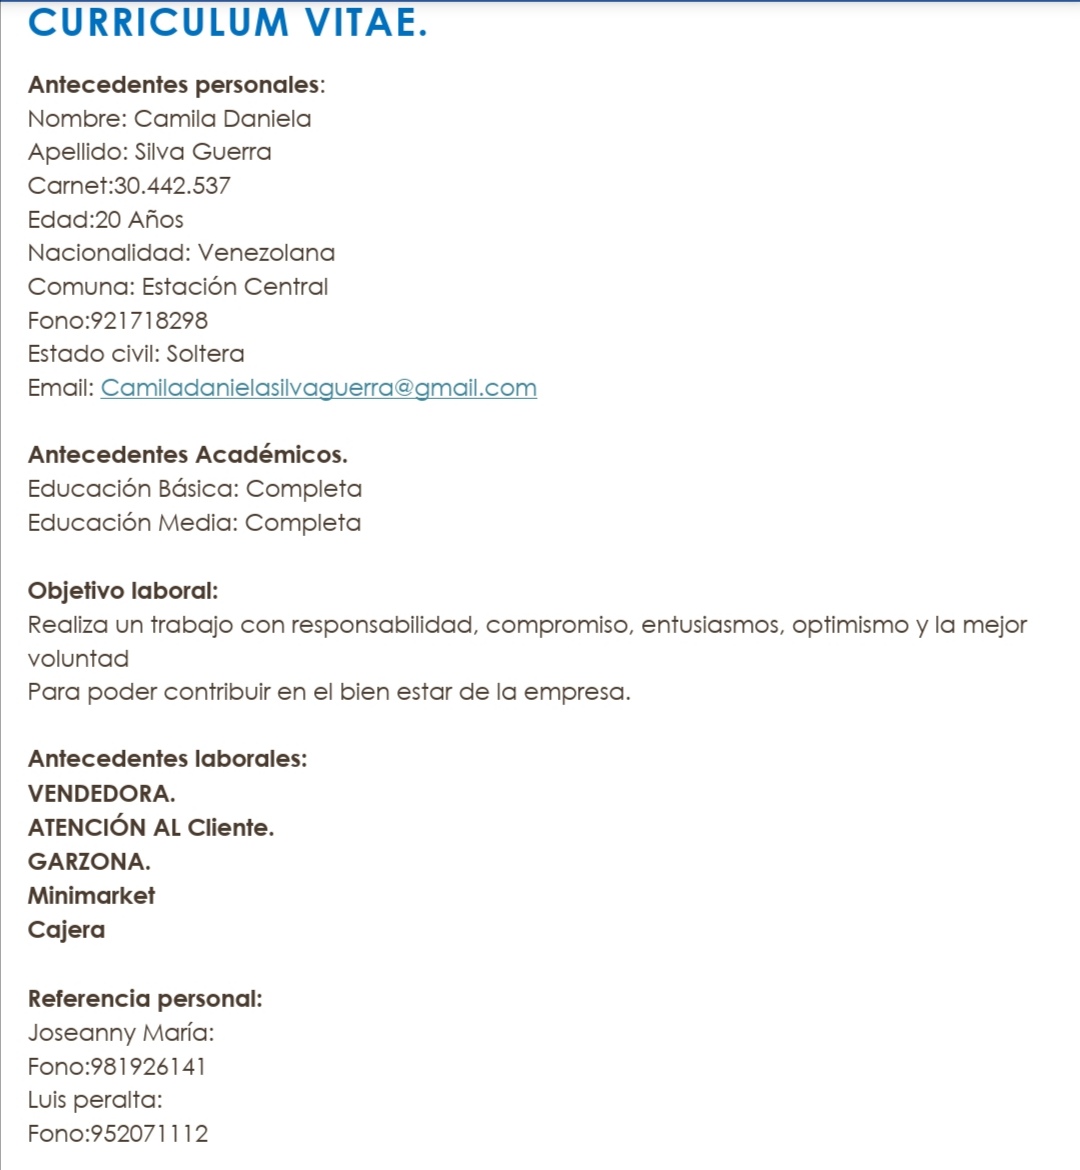 CURRICULUM VITAE.
Antecedentes personales:
Nombre: Camila Daniela
Apellido: Silva Guerra
Carnet:30.442.537
Edad:20 Años
Nacionalidad: Venezolana
Comuna: Estación Central
Fono:921718298
Estado civil: Soltera
Email: Camiladanielasilvaguerra@gmail.com
Antecedentes Académicos.
Educación Básica: Completa
Educación Media: Completa
Objetivo laboral:
Realiza un trabajo con responsabilidad, compromiso, entusiasmos, optimismo y la mejor
voluntad
Para poder contribuir en el bien estar de la empresa.
Antecedentes laborales:
VENDEDORA.
ATENCIÓN AL Cliente.
GARZONA.
Minimarket
Cajera
Referencia personal:
Joseanny María:
Fono:981926141
Luis peralta:
Fono:952071112